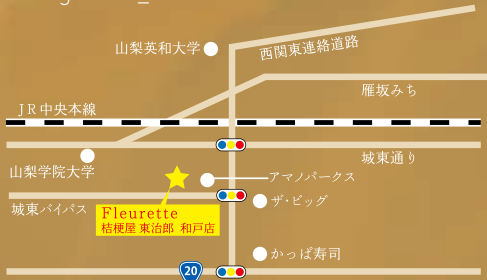 山梨英和大学
西関東連絡道路
雁坂みち
JR中央本線
城東通り
山梨学院大学
アマノパークス
ザ・ビッグ
城東バイパス
Fleurette
桔梗屋 東治郎 和戸店
かっぱ寿司
20